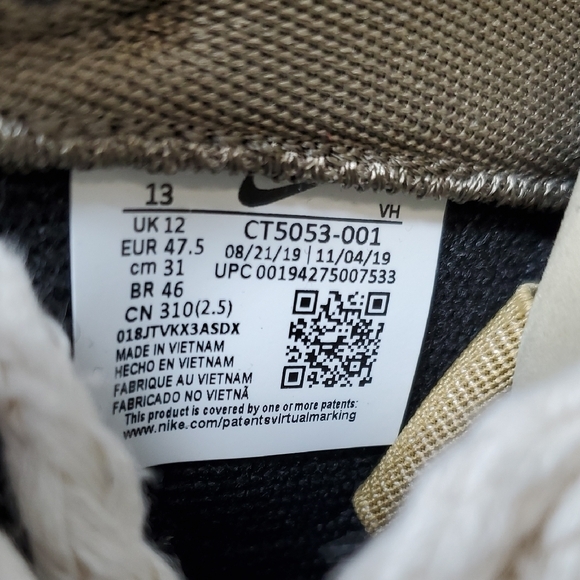 13
VH
UK 12
CT5053-001
EUR 47.5
08/21/19 | 11/04/19
cm 31
UPC 00194275007533
BR 46
CN 310(2.5)
018JTVKX3ASDX
MADE IN VIETNAM
HECHO EN VIETNAM
FABRIQUE AU VIETNAM
FABRICADO NO VIETNÃ
This product is covered by one or more patents:
www.nike.com/patentsvirtualmarking